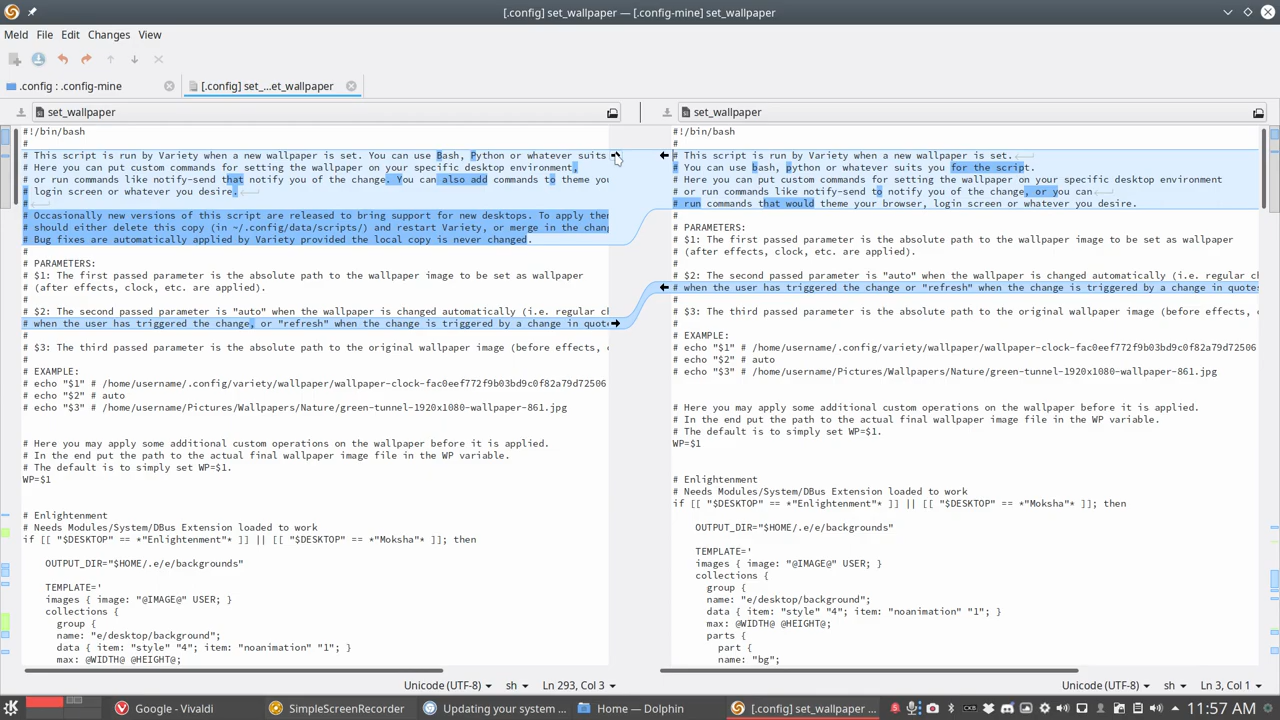 [.config] set_wallpaper — [.config-mine] set_wallpaper
Meld File Edit Changes View
.config : .config-mine
[.config] set_...et_wallpaper
set_wallpaper
#!/bin/bash
#
# This script is run by Variety when a new wallpaper is set. You can use Bash, Python or whatever suits
# Here you can put custom commands for setting the wallpaper on your specific desktop environment,
# or run commands like notify-send that notify you of the change. You can also add commands to theme you
# login screen or whatever you desire.
#
# Occasionally new versions of this script are released to bring support for new desktops. To apply the
# should either delete this copy (in ~/.config/data/scripts/) and restart Variety, or merge in the chan
# Bug fixes are automatically applied by Variety provided the local copy is never changed.
#
# PARAMETERS:
# $1: The first passed parameter is the absolute path to the wallpaper image to be set as wallpaper
# (after effects, clock, etc. are applied).
#
# $2: The second passed parameter is "auto" when the wallpaper is changed automatically (i.e. regular ch
# when the user has triggered the change, or "refresh" when the change is triggered by a change in quote
#
# $3: The third passed parameter is the absolute path to the original wallpaper image (before effects, c
#
# EXAMPLE:
# echo "$1" # /home/username/.config/variety/wallpaper/wallpaper-clock-fac0eef772f9b03bd9c0f82a79d72506
# echo "$2" # auto
# echo "$3" # /home/username/Pictures/Wallpapers/Nature/green-tunnel-1920x1080-wallpaper-861.jpg
# Here you may apply some additional custom operations on the wallpaper before it is applied.
# In the end put the path to the actual final wallpaper image file in the WP variable.
# The default is to simply set WP=$1.
WP=$1
# Enlightenment
# Needs Modules/System/DBus Extension loaded to work
if [[ "$DESKTOP" == *"Enlightenment"* ]] || [[ "$DESKTOP" == *"Moksha"* ]]; then
OUTPUT_DIR="$HOME/.e/e/backgrounds"
TEMPLATE='
images { image: "@IMAGE@" USER; }
collections {
group {
name: "e/desktop/background";
data { item: "style" "4"; item: "noanimation" "1"; }
max: @WIDTH@ @HEIGHT@;
Unicode (UTF-8) sh Ln 293, Col 3
set_wallpaper
#!/bin/bash
#
# This script is run by Variety when a new wallpaper is set.
# You can use bash, python or whatever suits you for the script.
# Here you can put custom commands for setting the wallpaper on your specific desktop environment
# or run commands like notify-send to notify you of the change, or you can
# run commands that would theme your browser, login screen or whatever you desire.
#
# PARAMETERS:
# $1: The first passed parameter is the absolute path to the wallpaper image to be set as wallpaper
# (after effects, clock, etc. are applied).
#
# $2: The second passed parameter is "auto" when the wallpaper is changed automatically (i.e. regular ch
# when the user has triggered the change or "refresh" when the change is triggered by a change in quotes
#
# $3: The third passed parameter is the absolute path to the original wallpaper image (before effects, c
#
# EXAMPLE:
# echo "$1" # /home/username/.config/variety/wallpaper/wallpaper-clock-fac0eef772f9b03bd9c0f82a79d72506
# echo "$2" # auto
# echo "$3" # /home/username/Pictures/Wallpapers/Nature/green-tunnel-1920x1080-wallpaper-861.jpg
# Here you may apply some additional custom operations on the wallpaper before it is applied.
# In the end put the path to the actual final wallpaper image file in the WP variable.
# The default is to simply set WP=$1.
WP=$1
# Enlightenment
# Needs Modules/System/DBus Extension loaded to work
if [[ "$DESKTOP" == *"Enlightenment"* ]] || [[ "$DESKTOP" == *"Moksha"* ]]; then
OUTPUT_DIR="$HOME/.e/e/backgrounds"
TEMPLATE='
images { image: "@IMAGE@" USER; }
collections {
group {
name: "e/desktop/background";
data { item: "style" "4"; item: "noanimation" "1"; }
max: @WIDTH@ @HEIGHT@;
parts {
part {
name: "bg";
Unicode (UTF-8) sh Ln 3, Col 1
Google - Vivaldi
SimpleScreenRecorder
Updating your system ...
Home — Dolphin
[.config] set_wallpaper ...
11:57 AM